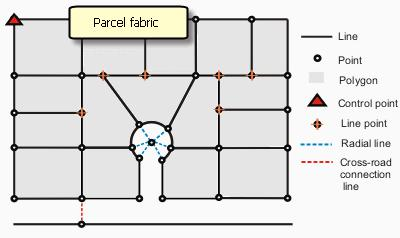 Parcel fabric
Line
Point
Polygon
Control point
Line point
Radial line
Cross-road
connection
line